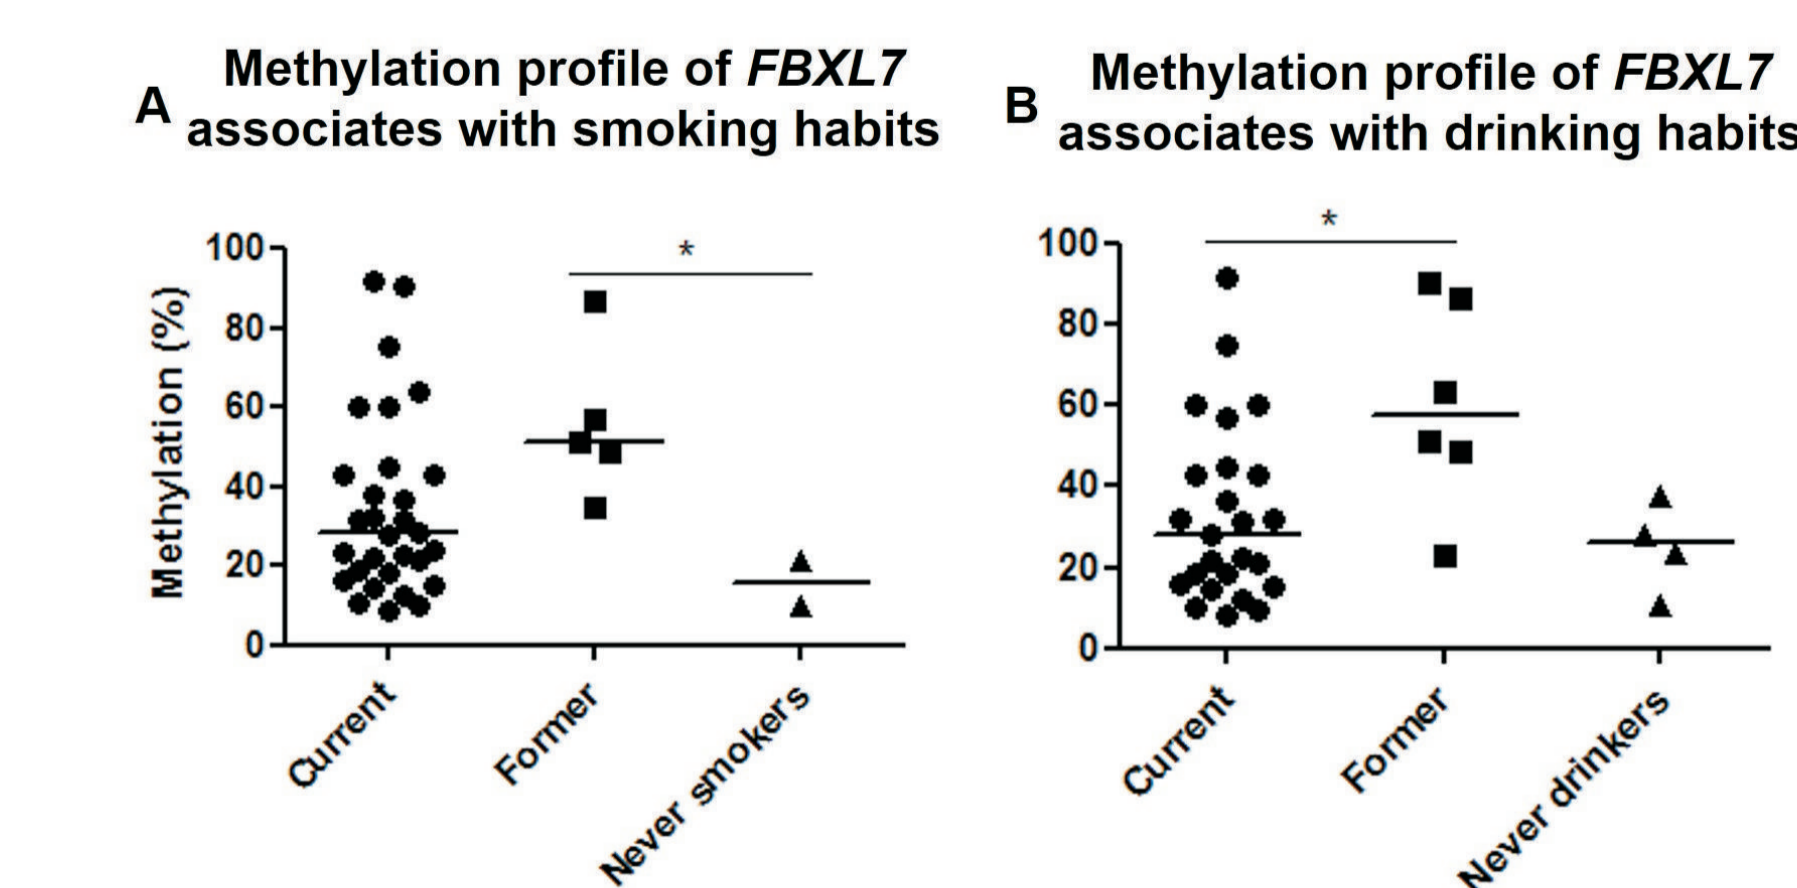 A
Methylation profile of FBXL7
associates with smoking habits
Methylation (%)
100
80
60
40
20
0
*
Current
Former
Never smokers
B
Methylation profile of FBXL7
associates with drinking habits
100
80
60
40
20
0
*
Current
Former
Never drinkers